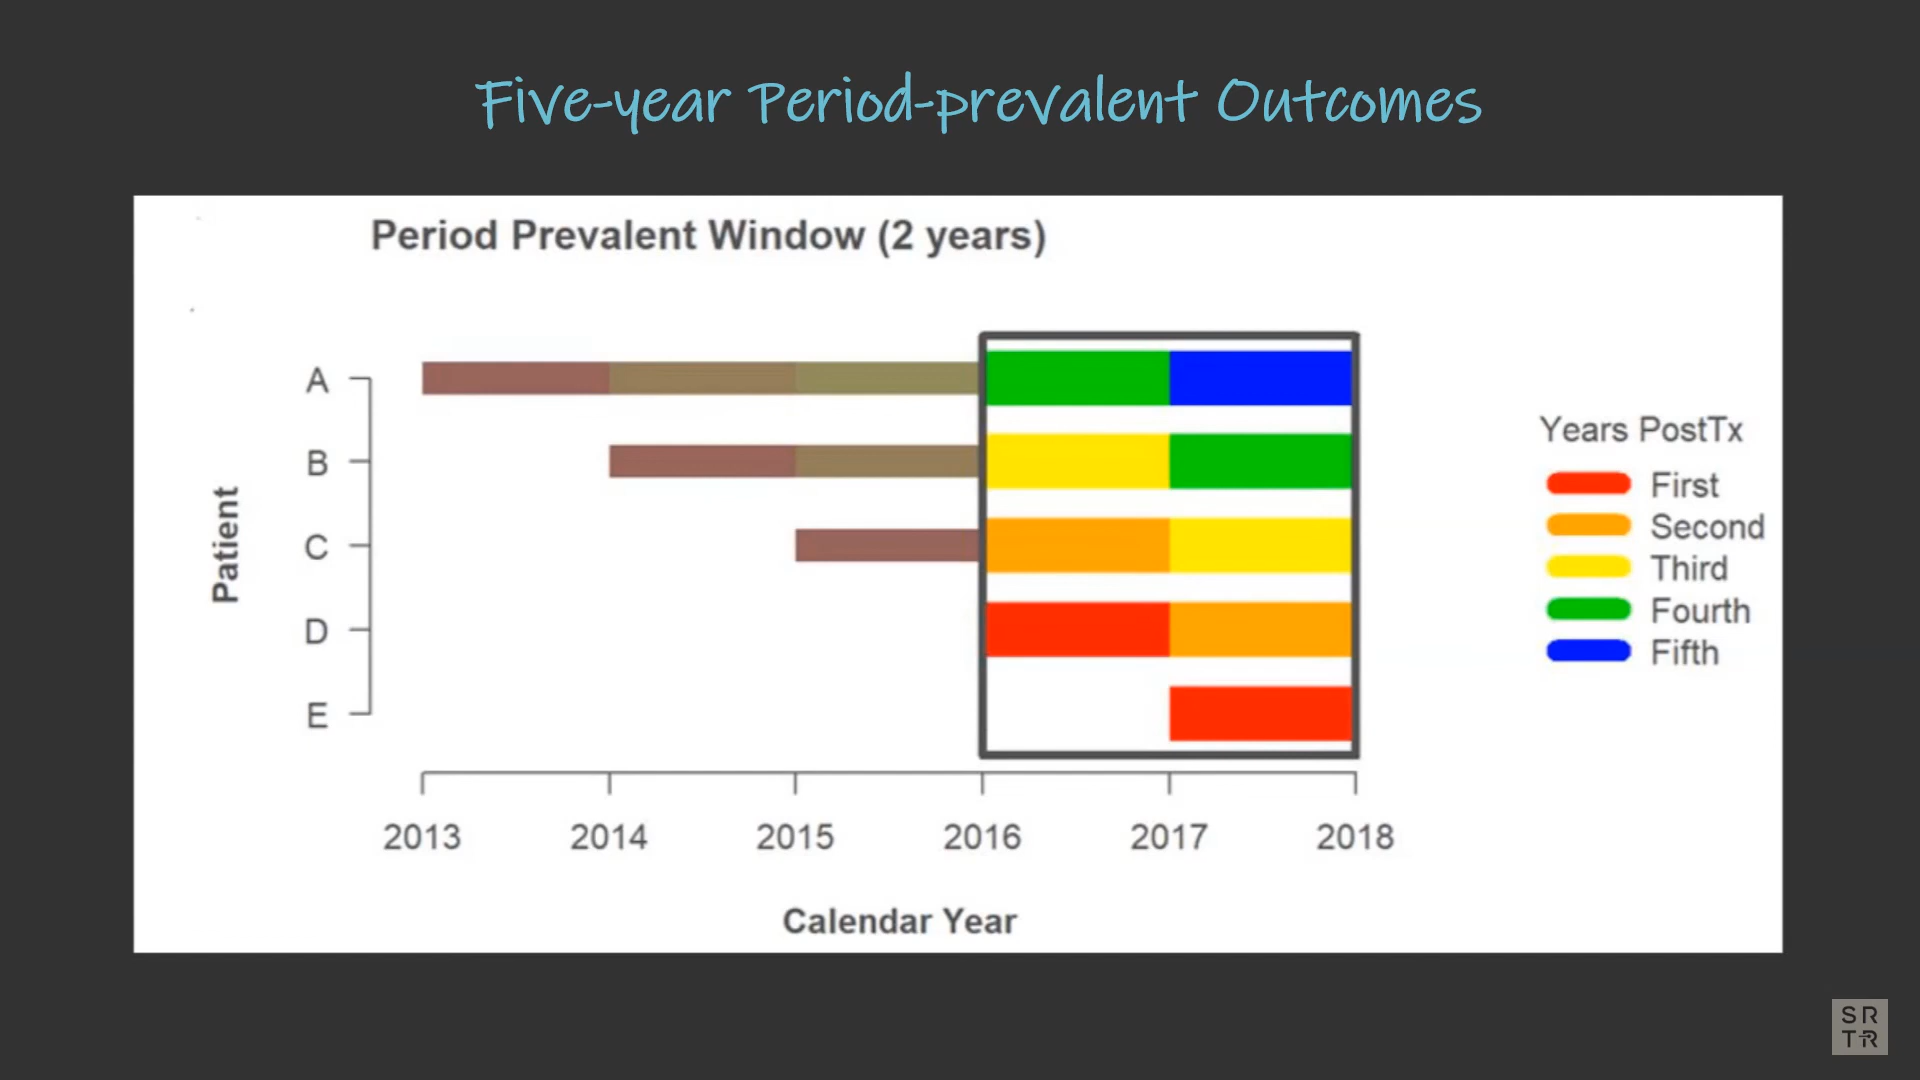 Five-year Period-prevalent Outcomes
Period Prevalent Window (2 years)
Patient
A
B
C
D
E
2013 2014 2015 2016 2017 2018
Calendar Year
Years PostTx
First
Second
Third
Fourth
Fifth
SR
TR